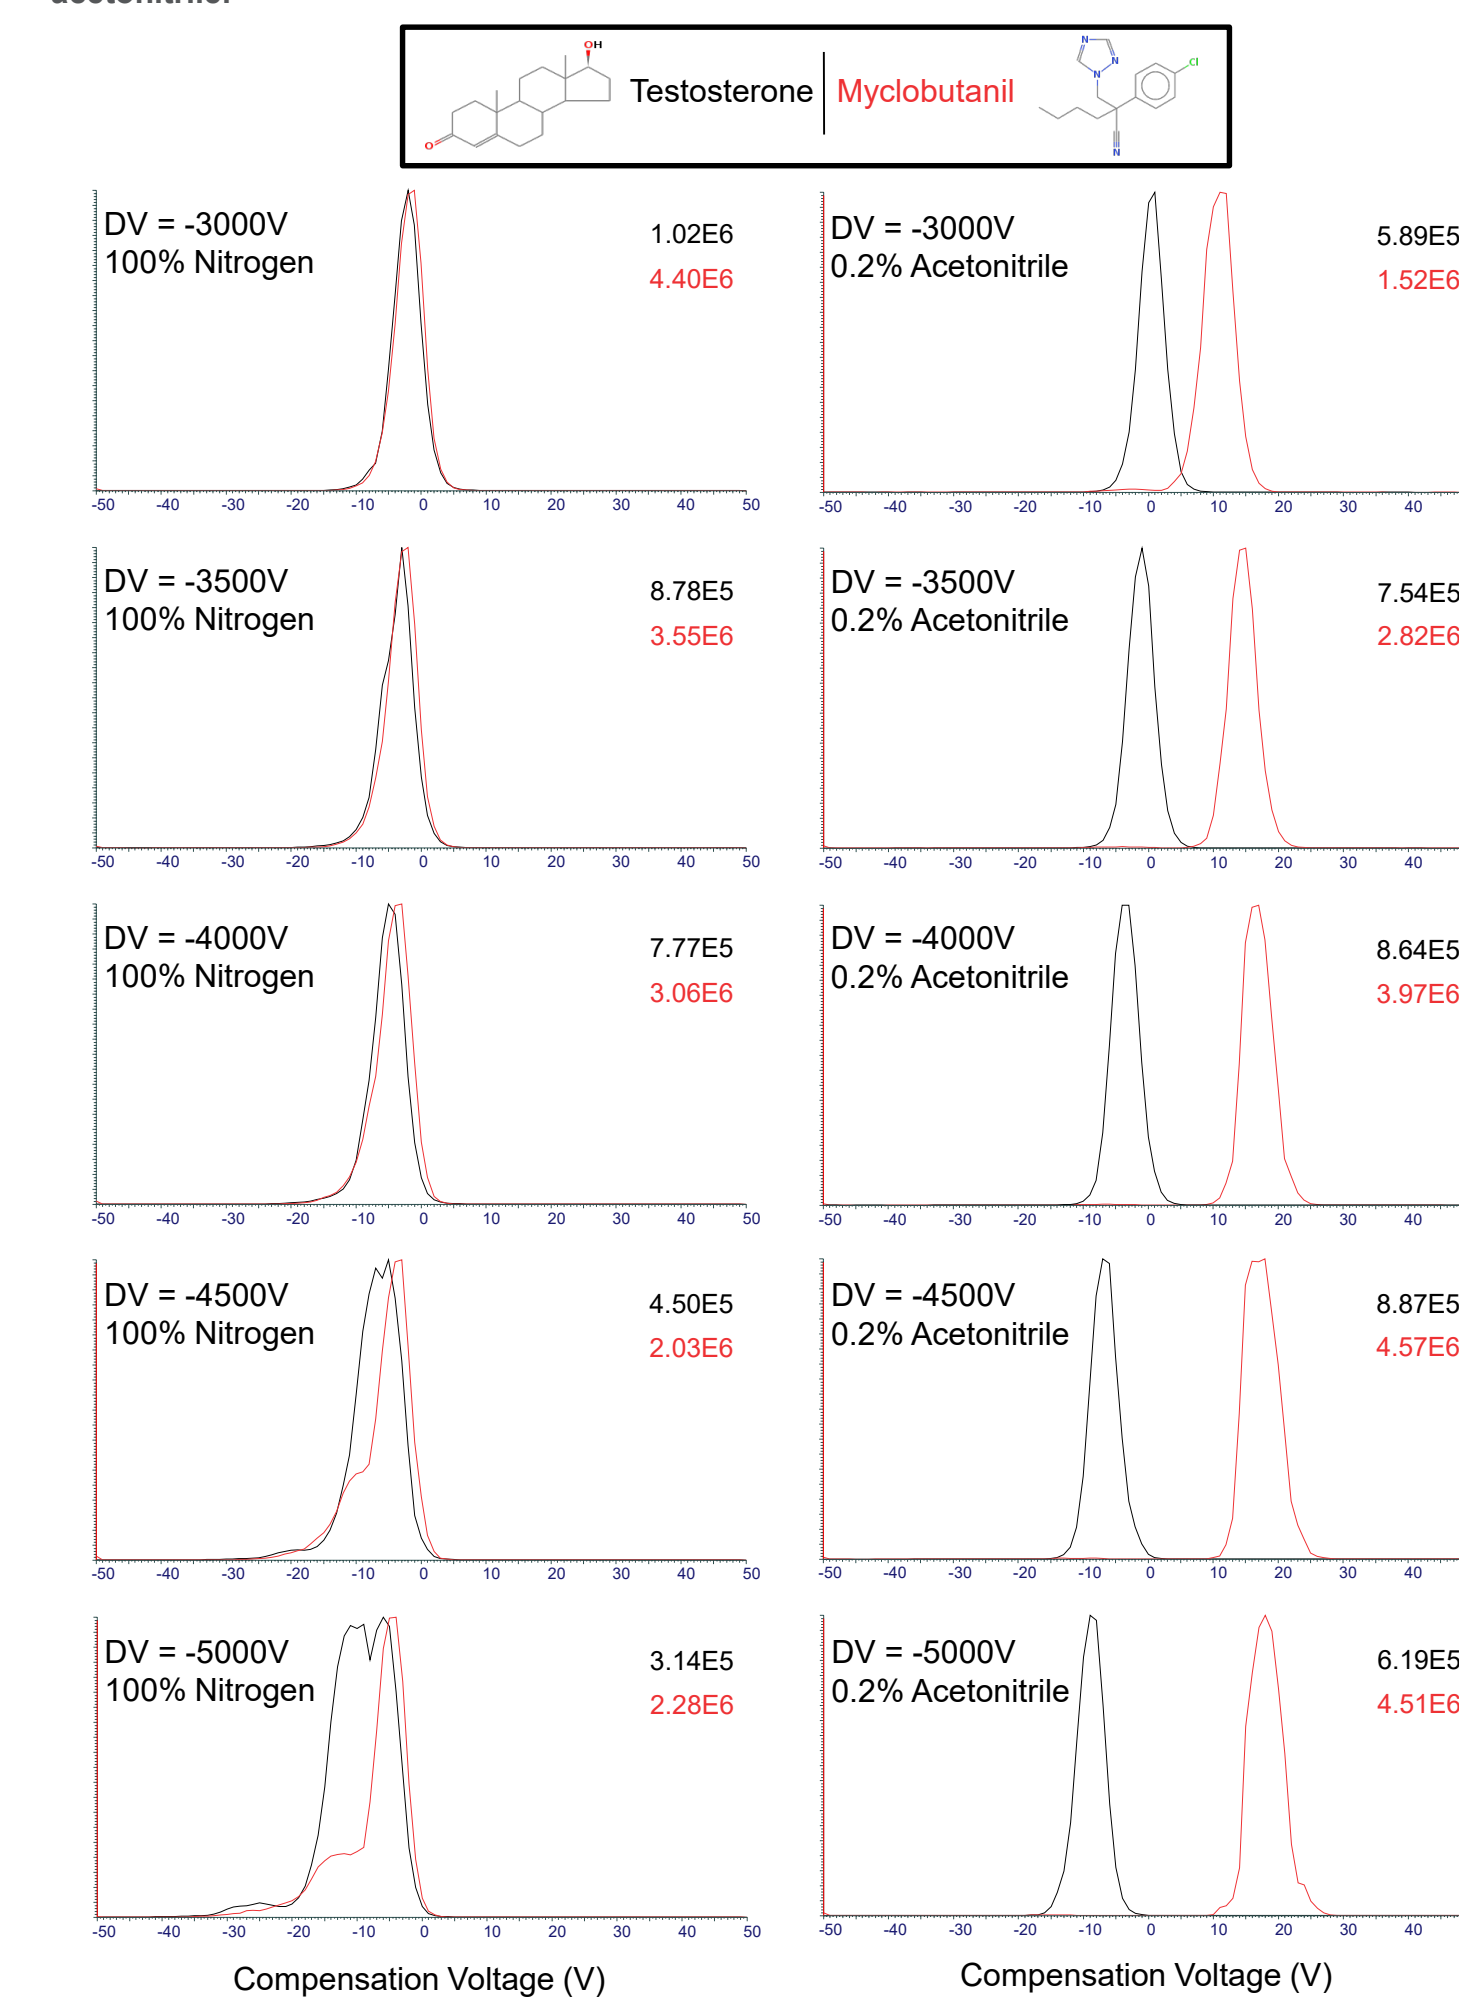 acetonitrile.
OH
O
Testosterone
Myclobutanil
N
N
N
Cl
N
DV = -3000V
100% Nitrogen
1.02E6
4.40E6
-50 -40 -30 -20 -10 0 10 20 30 40 50
DV = -3000V
0.2% Acetonitrile
5.89E5
1.52E6
-50 -40 -30 -20 -10 0 10 20 30 40
DV = -3500V
100% Nitrogen
8.78E5
3.55E6
-50 -40 -30 -20 -10 0 10 20 30 40 50
DV = -3500V
0.2% Acetonitrile
7.54E5
2.82E6
-50 -40 -30 -20 -10 0 10 20 30 40
DV = -4000V
100% Nitrogen
7.77E5
3.06E6
-50 -40 -30 -20 -10 0 10 20 30 40 50
DV = -4000V
0.2% Acetonitrile
8.64E5
3.97E6
-50 -40 -30 -20 -10 0 10 20 30 40
DV = -4500V
100% Nitrogen
4.50E5
2.03E6
-50 -40 -30 -20 -10 0 10 20 30 40 50
DV = -4500V
0.2% Acetonitrile
8.87E5
4.57E6
-50 -40 -30 -20 -10 0 10 20 30 40
DV = -5000V
100% Nitrogen
3.14E5
2.28E6
-50 -40 -30 -20 -10 0 10 20 30 40 50
DV = -5000V
0.2% Acetonitrile
6.19E5
4.51E6
-50 -40 -30 -20 -10 0 10 20 30 40
Compensation Voltage (V)
Compensation Voltage (V)